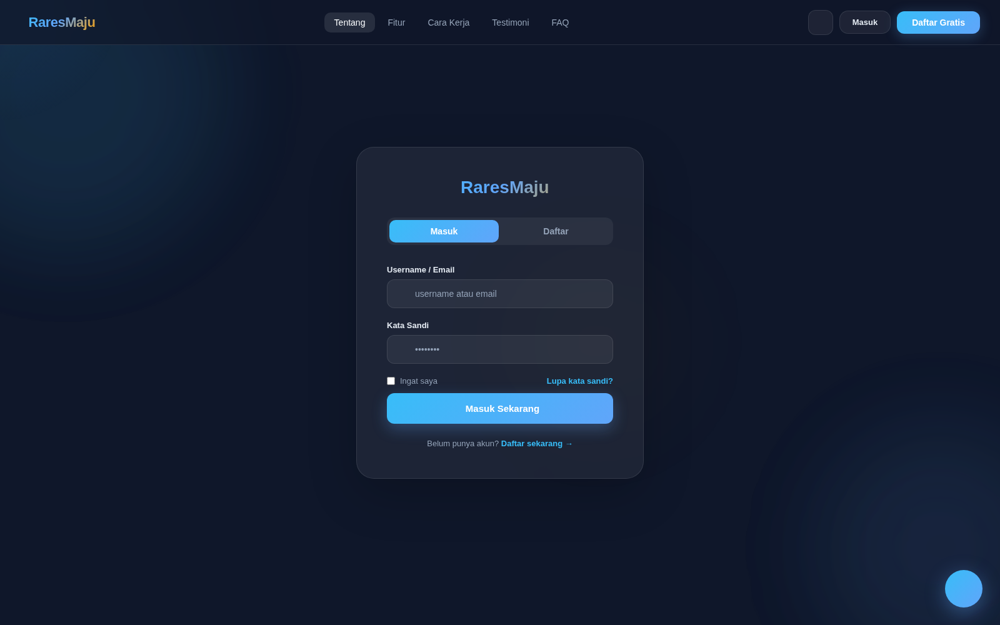 RaresMaju
Tentang
Fitur
Cara Kerja
Testimoni
FAQ
Masuk
Daftar Gratis
RaresMaju
Masuk
Daftar
Username / Email
username atau email
Kata Sandi
••••••••
Ingat saya
Lupa kata sandi?
Masuk Sekarang
Belum punya akun? Daftar sekarang →